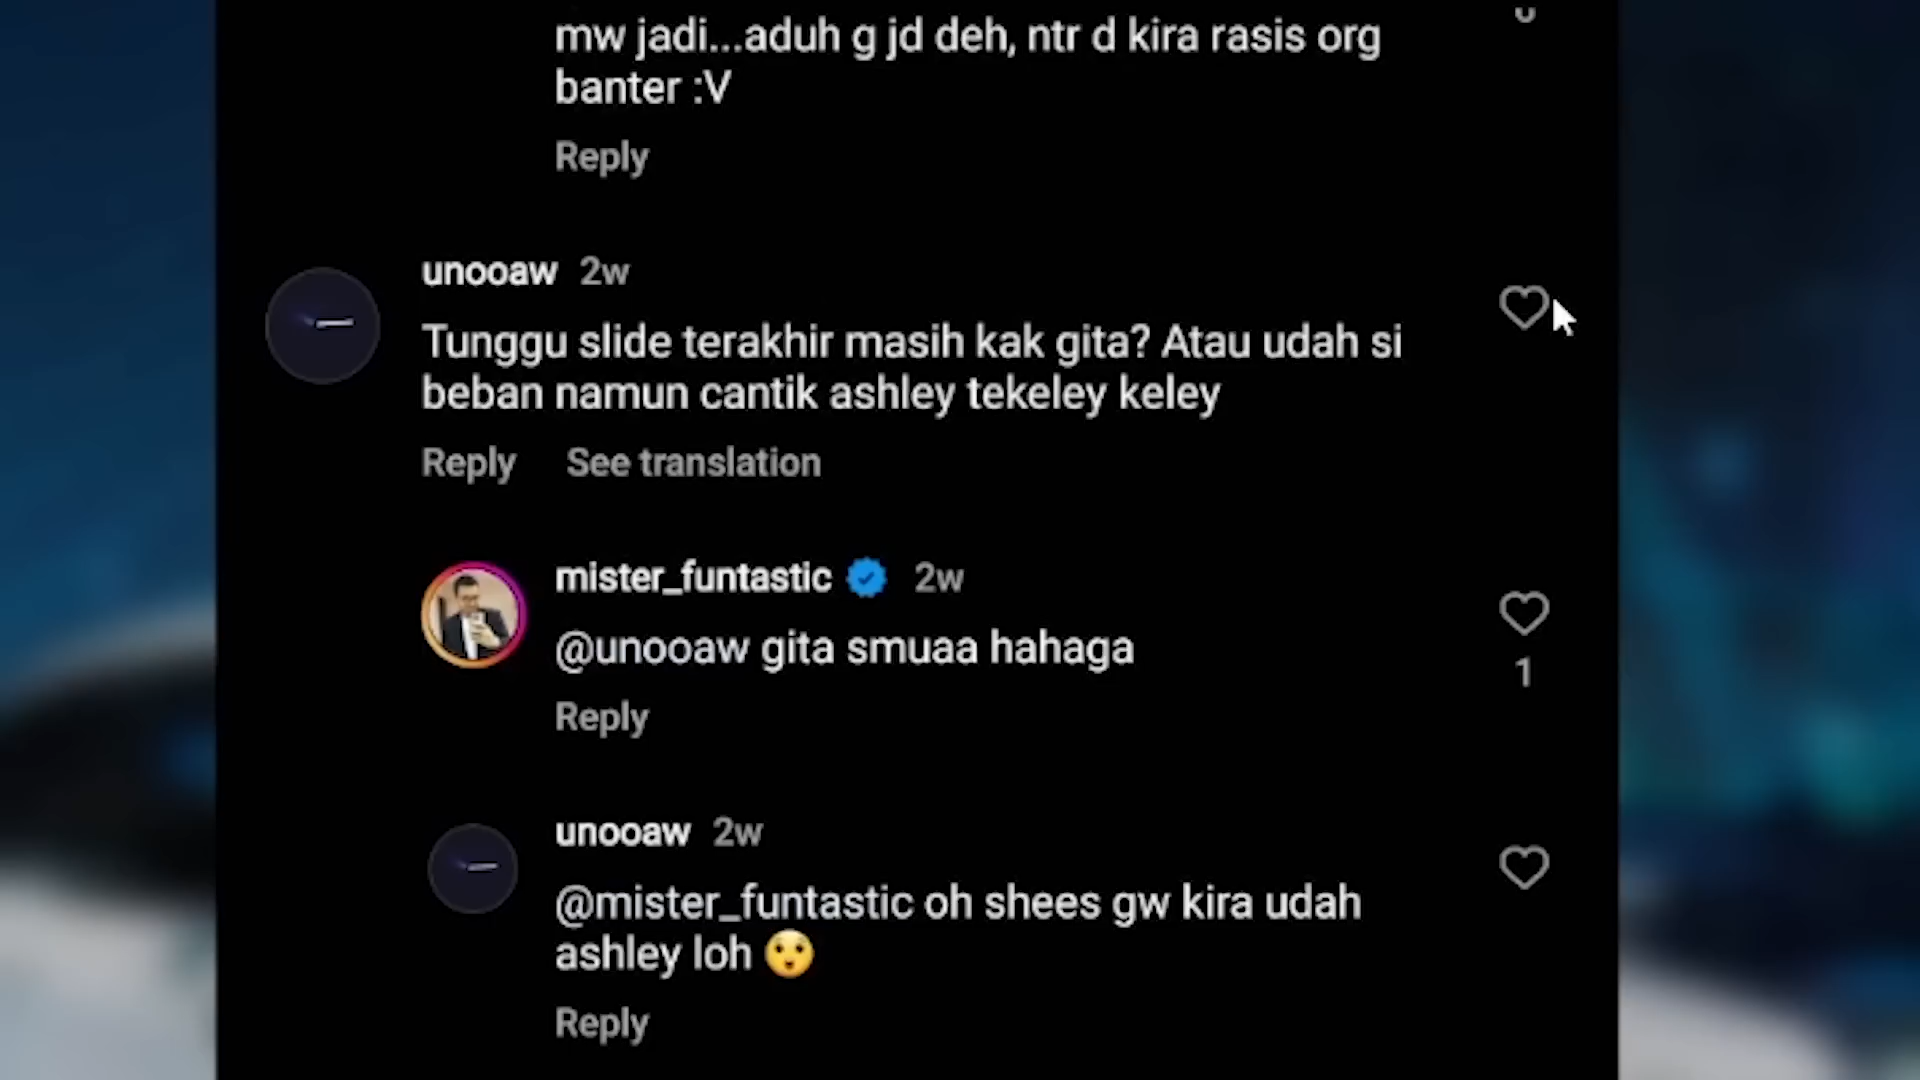 mw jadi...aduh g jd deh, ntr d kira rasis org
banter :V
Reply
unooaw 2w
Tunggu slide terakhir masih kak gita? Atau udah si
beban namun cantik ashley tekeley keley
Reply See translation
mister_funtastic 2w
@unooaw gita smuaa hahaga
1
Reply
unooaw 2w
@mister_funtastic oh shees gw kira udah
ashley loh 😲
Reply